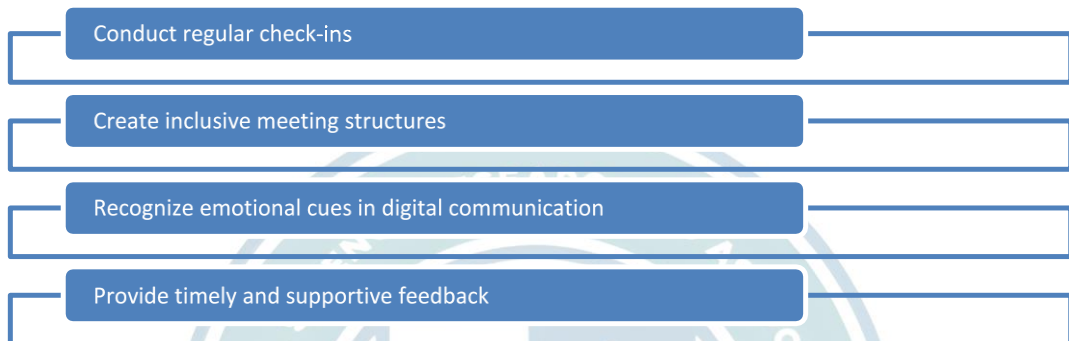 Conduct regular check-ins
Create inclusive meeting structures
Recognize emotional cues in digital communication
Provide timely and supportive feedback